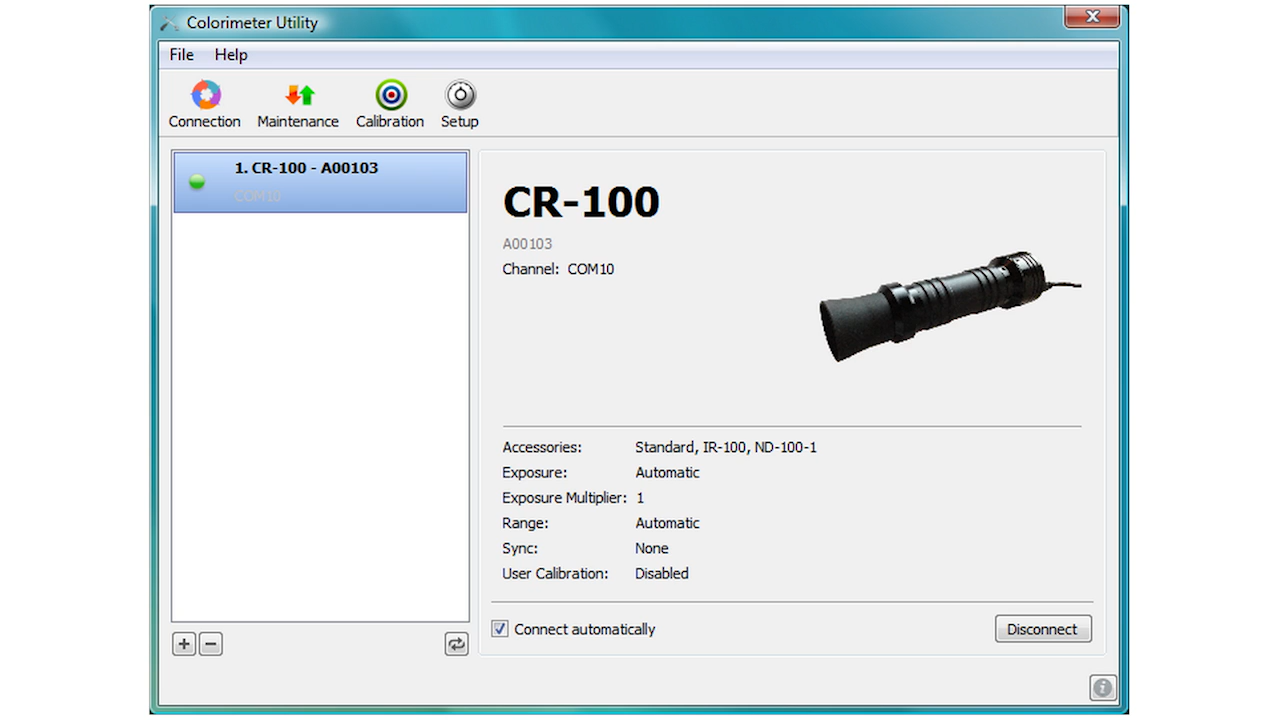 Colorimeter Utility
File Help
Connection Maintenance Calibration Setup
1. CR-100 - A00103
COM10
CR-100
A00103
Channel: COM10
Accessories: Standard, IR-100, ND-100-1
Exposure: Automatic
Exposure Multiplier: 1
Range: Automatic
Sync: None
User Calibration: Disabled
Connect automatically
Disconnect